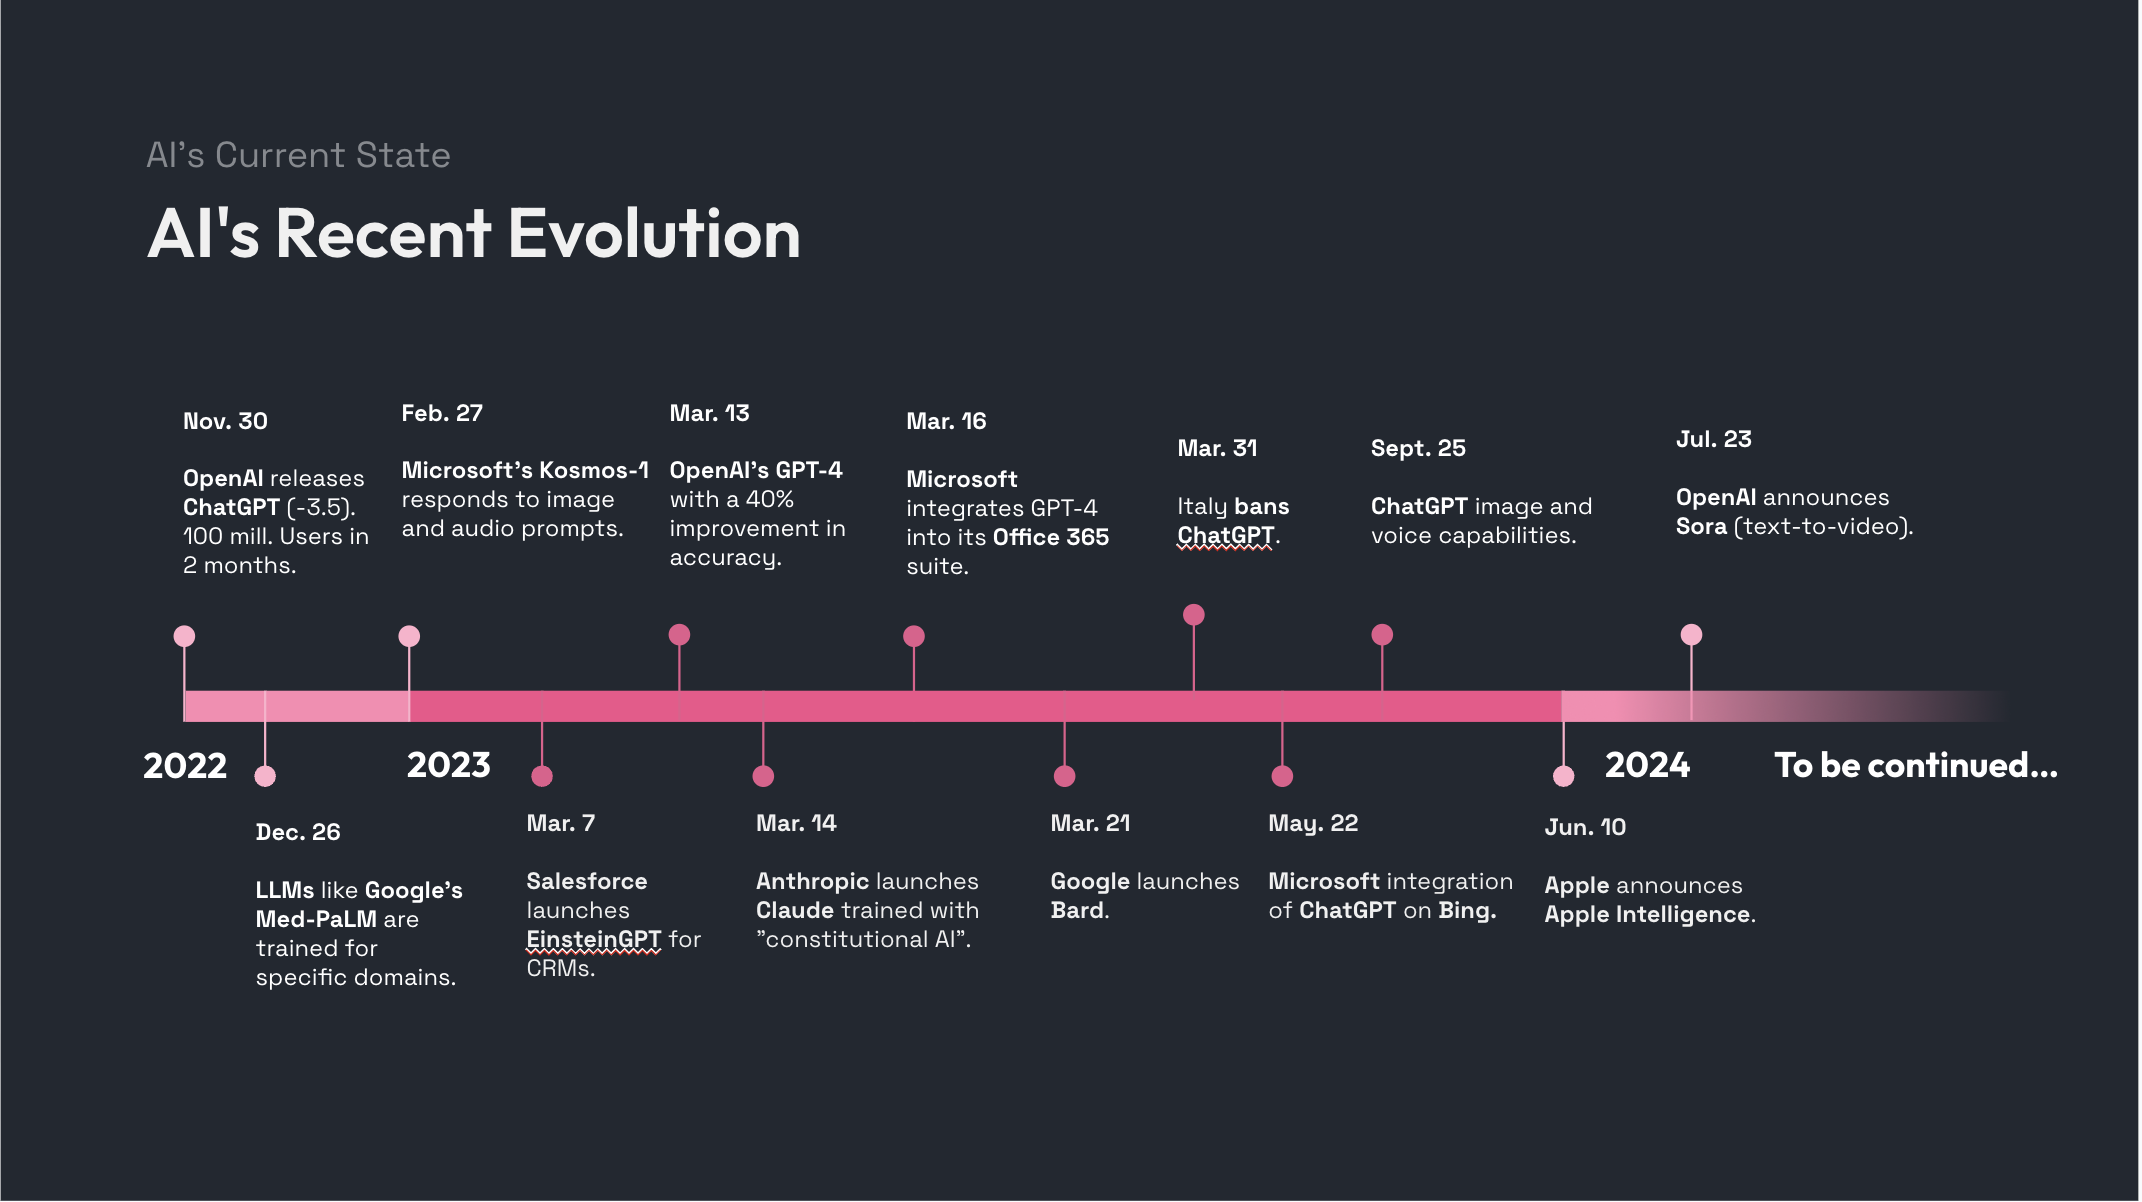 AI’s Current State
AI's Recent Evolution
Nov. 30
OpenAI releases
ChatGPT (-3.5).
100 mill. Users in
2 months.
Feb. 27
Microsoft’s Kosmos-1
responds to image
and audio prompts.
Mar. 13
OpenAI’s GPT-4
with a 40%
improvement in
accuracy.
Mar. 16
Microsoft
integrates GPT-4
into its Office 365
suite.
Mar. 31
Italy bans
ChatGPT.
Sept. 25
ChatGPT image and
voice capabilities.
Jul. 23
OpenAI announces
Sora (text-to-video).
2022
2023
2024
To be continued...
Dec. 26
LLMs like Google’s
Med-PaLM are
trained for
specific domains.
Mar. 7
Salesforce
launches
EinsteinGPT for
CRMs.
Mar. 14
Anthropic launches
Claude trained with
”constitutional AI”.
Mar. 21
Google launches
Bard.
May. 22
Microsoft integration
of ChatGPT on Bing.
Jun. 10
Apple announces
Apple Intelligence.